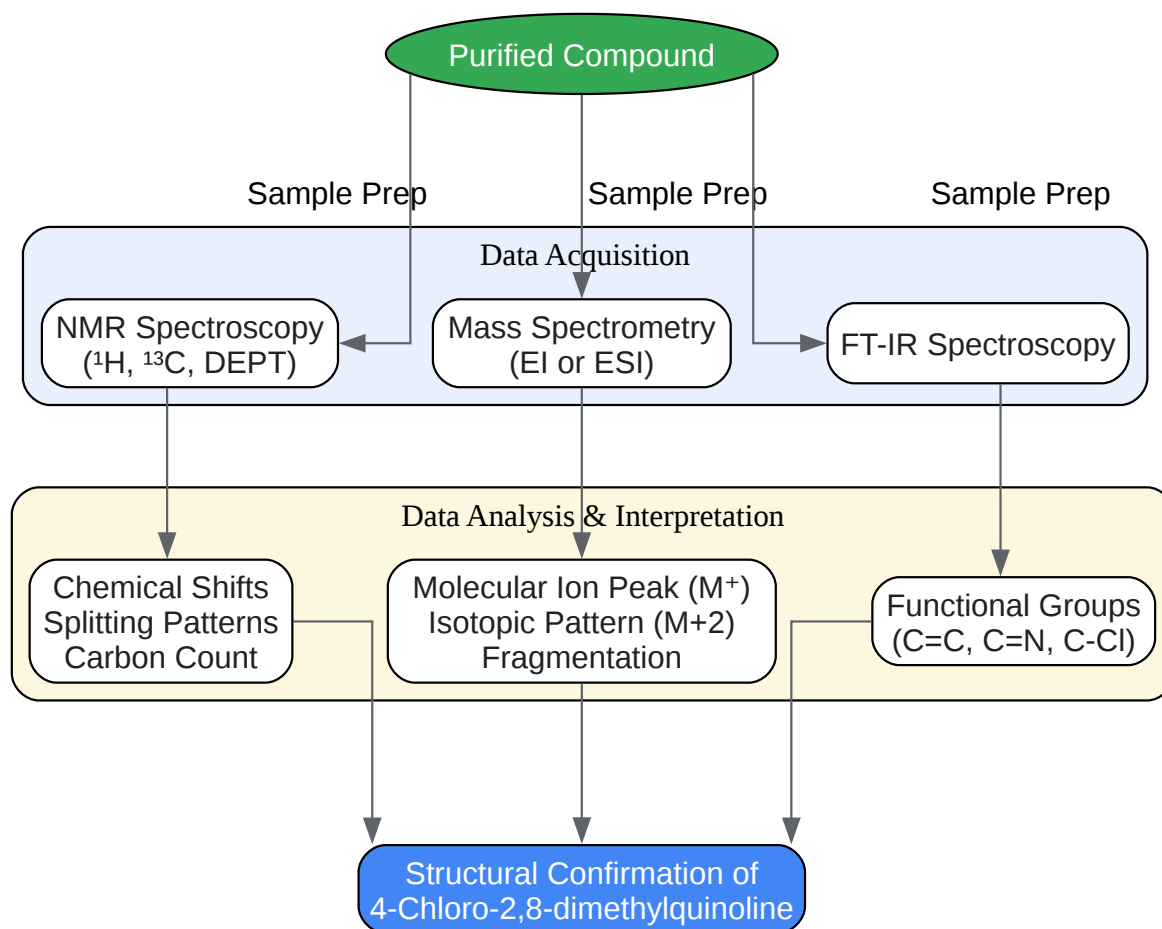 Purified Compound
Sample Prep
Sample Prep
Sample Prep
Data Acquisition
NMR Spectroscopy
(¹H, ¹³C, DEPT)
Mass Spectrometry
(EI or ESI)
FT-IR Spectroscopy
Data Analysis & Interpretation
Chemical Shifts
Splitting Patterns
Carbon Count
Molecular Ion Peak (M⁺)
Isotopic Pattern (M+2)
Fragmentation
Functional Groups
(C=C, C=N, C-Cl)
Structural Confirmation of
4-Chloro-2,8-dimethylquinoline